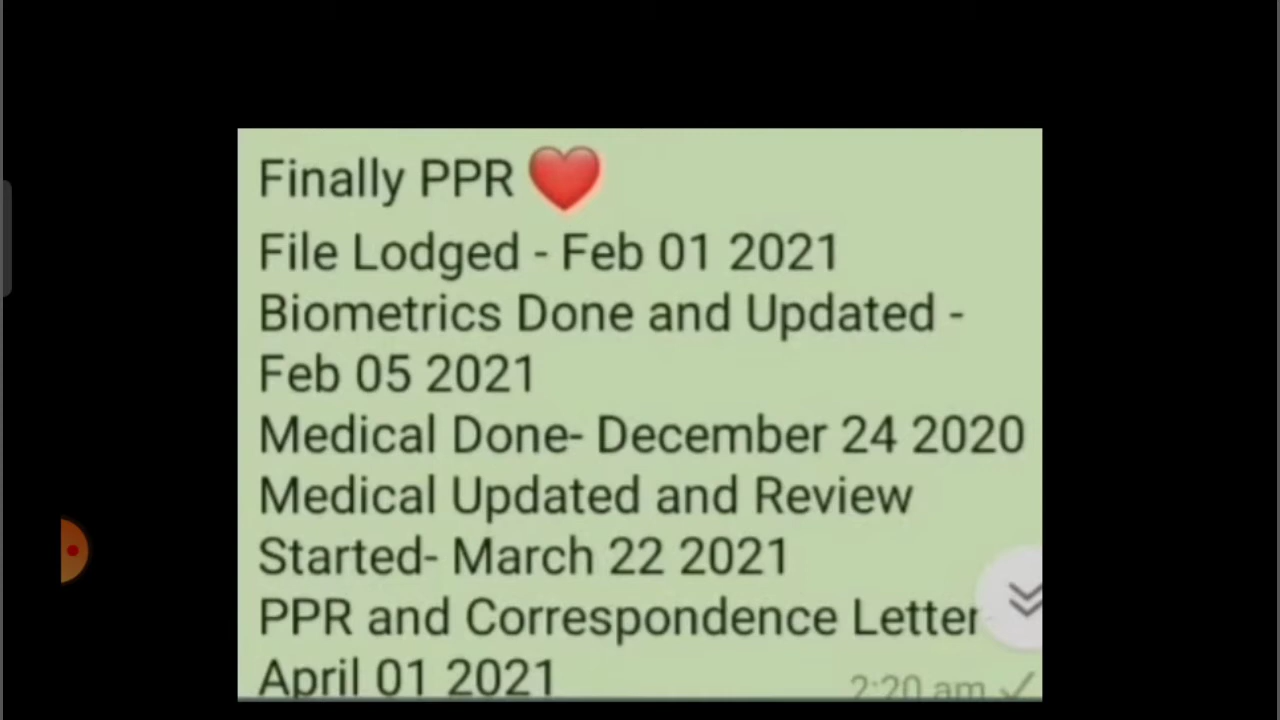 Finally PPR ❤️
File Lodged - Feb 01 2021
Biometrics Done and Updated -
Feb 05 2021
Medical Done- December 24 2020
Medical Updated and Review
Started- March 22 2021
PPR and Correspondence Letter
April 01 2021
2:20 am